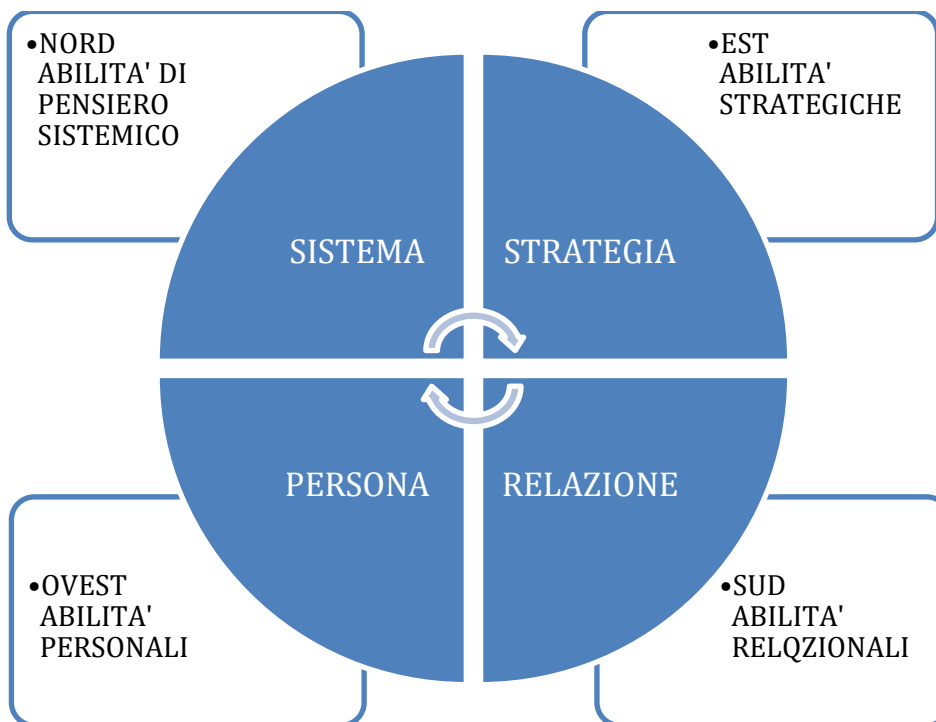 •NORD
ABILITA' DI
PENSIERO
SISTEMICO
•EST
ABILITA'
STRATEGICHE
SISTEMA
STRATEGIA
PERSONA
RELAZIONE
•OVEST
ABILITA'
PERSONALI
•SUD
ABILITA'
RELQZIONALI